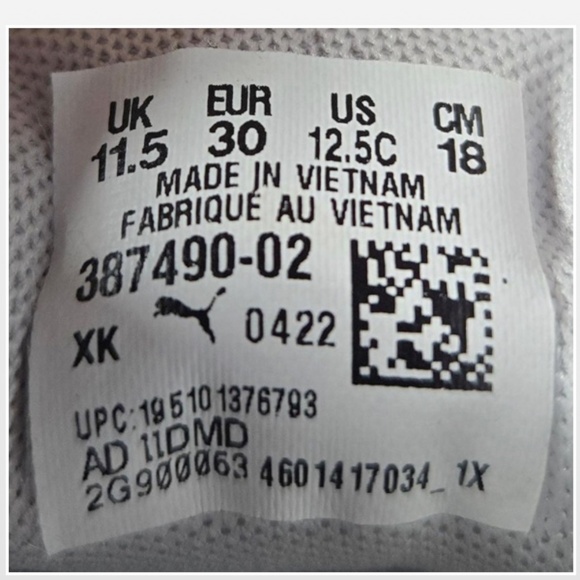 UK EUR US CM
11.5 30 12.5C 18
MADE IN VIETNAM
FABRIQUÉ AU VIETNAM
387490-02
XK 0422
UPC:195101376793
AD 11DMD
2G900063 4601417034_1X